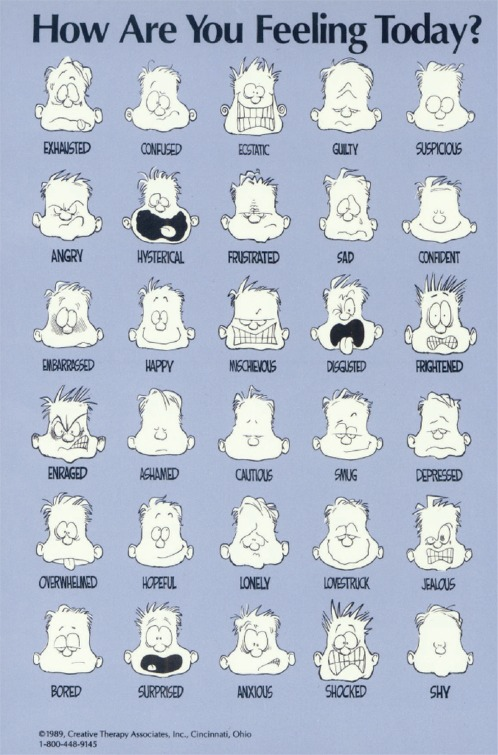 How Are You Feeling Today?
EXHAUSTED CONFUSED ECSTATIC GUILTY SUSPICIOUS
ANGRY HYSTERICAL FRUSTRATED SAD CONFIDENT
EMBARRASSED HAPPY MISCHIEVOUS DISGUSTED FRIGHTENED
ENRAGED ASHAMED CAUTIOUS SMUG DEPRESSED
OVERWHELMED HOPEFUL LONELY LOVESTRUCK JEALOUS
BORED SURPRISED ANXIOUS SHOCKED SHY
©1989, Creative Therapy Associates, Inc., Cincinnati, Ohio
1-800-448-9145